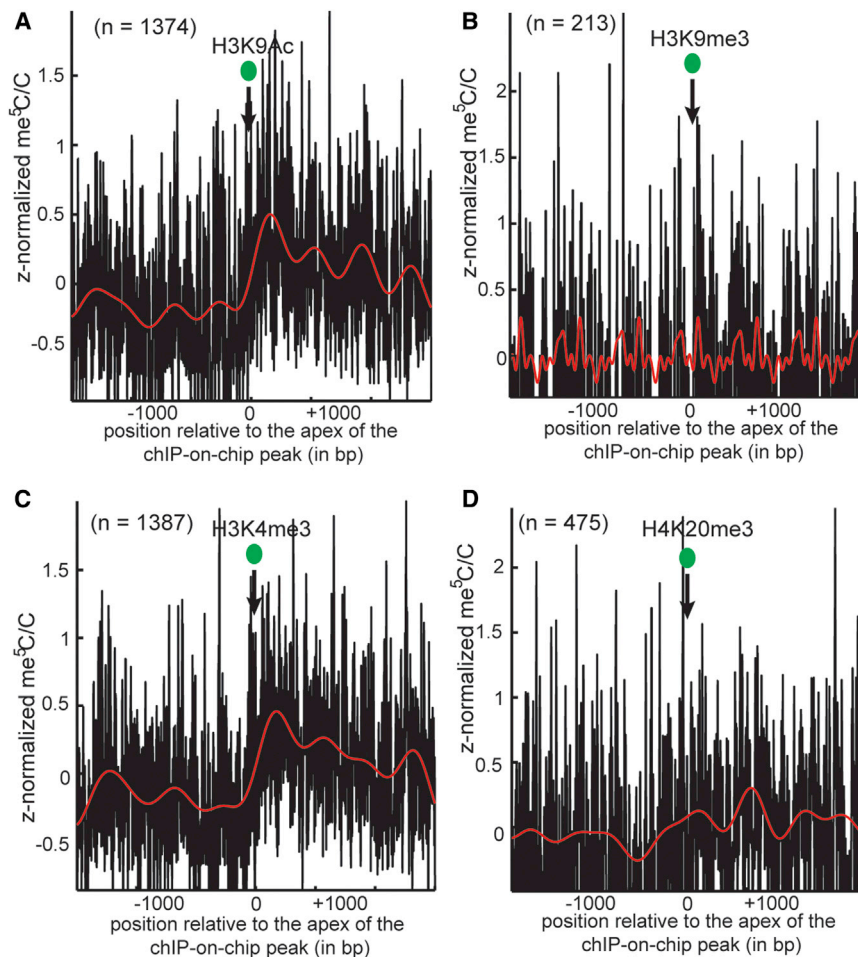 A
(n = 1374)
H3K9Ac
z-normalized me⁵C/C
1.5
1
0.5
0
-0.5
-1000
0
+1000
position relative to the apex of the
chIP-on-chip peak (in bp)
B
(n = 213)
H3K9me3
z-normalized me⁵C/C
2.5
2
1.5
1
0.5
0
-1000
0
+1000
position relative to the apex of the
chIP-on-chip peak (in bp)
C
(n = 1387)
H3K4me3
z-normalized me⁵C/C
1.5
1
0.5
0
-0.5
-1000
0
+1000
position relative to the apex of the
chIP-on-chip peak (in bp)
D
(n = 475)
H4K20me3
z-normalized me⁵C/C
2
1.5
1
0.5
0
-1000
0
+1000
position relative to the apex of the
chIP-on-chip peak (in bp)